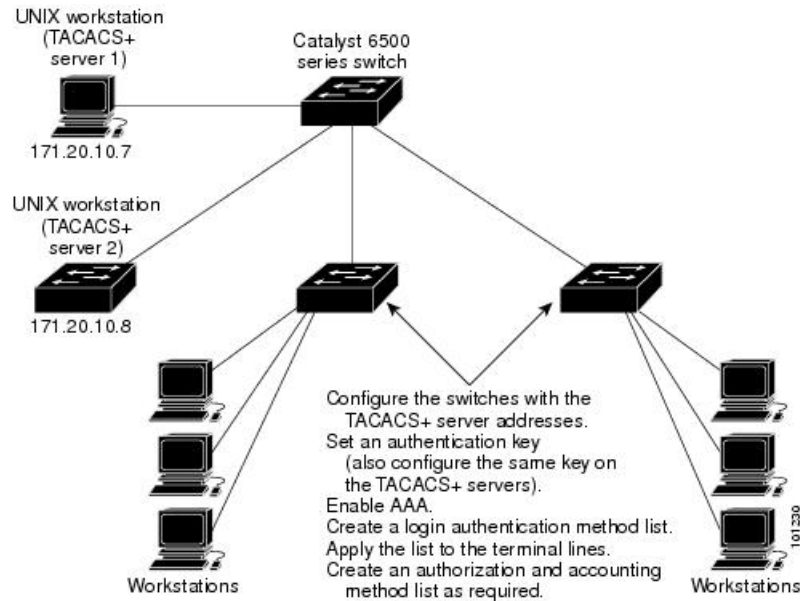 UNIX workstation
(TACACS+
server 1)
Catalyst 6500
series switch
171.20.10.7
UNIX workstation
(TACACS+
server 2)
171.20.10.8
Configure the switches with the
TACACS+ server addresses.
Set an authentication key
(also configure the same key on
the TACACS+ servers).
Enable AAA.
Create a login authentication method list.
Apply the list to the terminal lines.
Create an authorization and accounting
method list as required.
Workstations
Workstations
101230